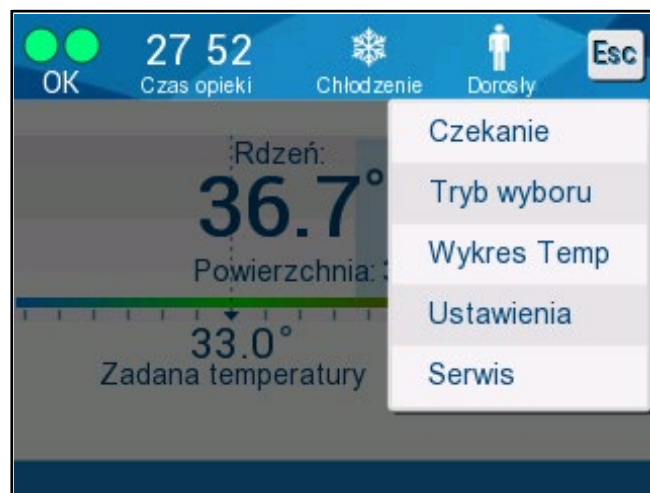 27 52
Esc
OK
Czas opieki
Chłodzenie
Dorosły
Czekanie
Rdzeń:
36.7°
Tryb wyboru
Wykres Temp
Powierzchnia:
Ustawienia
33.0°
Zadana temperatury
Serwis